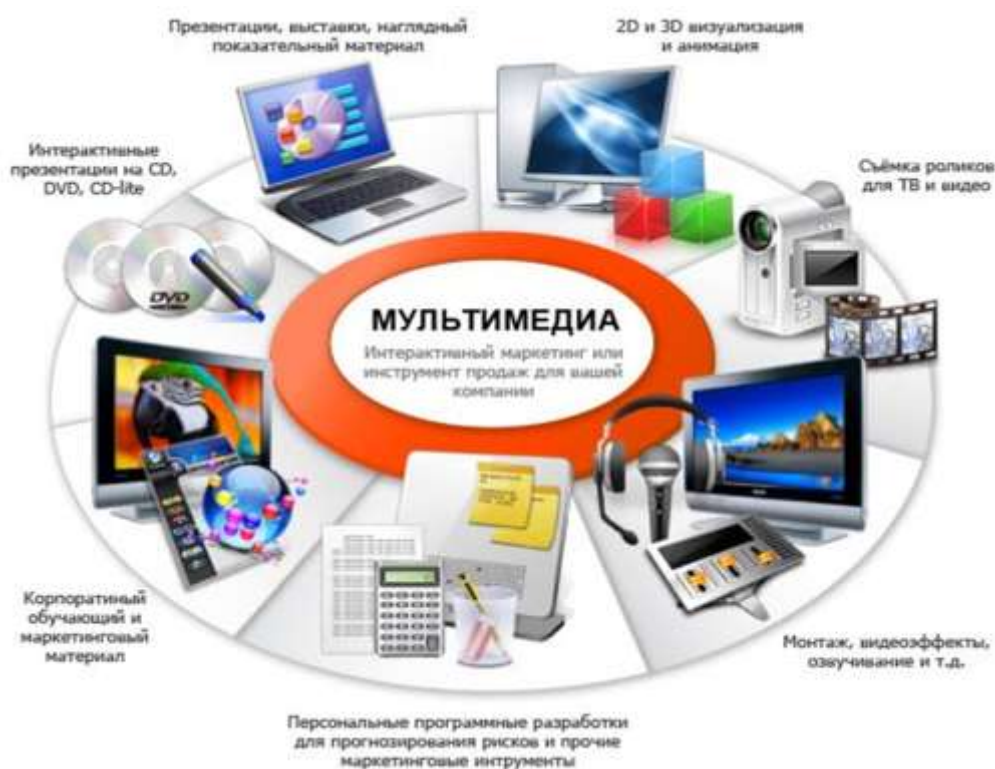 Презентации, выставки, наглядный
показательный материал
2D и 3D визуализация
и анимация
Интерактивные
презентации на CD,
DVD, CD-lite
Съёмка роликов
для ТВ и видео
DVD
МУЛЬТИМЕДИА
Интерактивный маркетинг или
инструмент продаж для вашей
компании
Корпоратиный
обучающий и
маркетинговый
материал
Монтаж, видеоэффекты,
озвучивание и т.д.
Персональные программные разработки
для прогнозирования рисков и прочие
маркетинговые интрументы